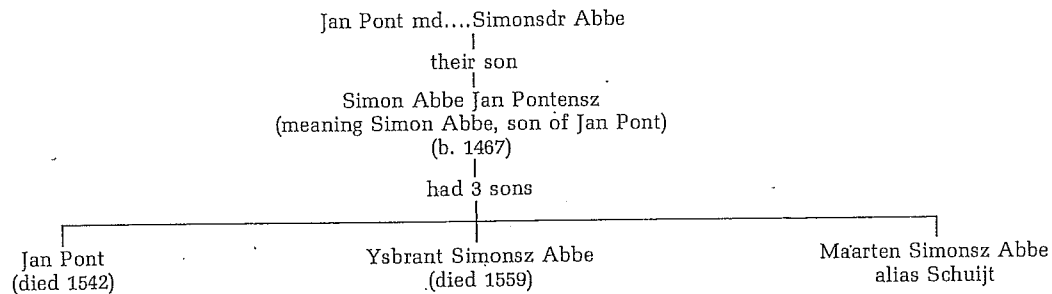 Jan Pont md....Simonsdr Abbe
their son
Simon Abbe Jan Pontensz
(meaning Simon Abbe, son of Jan Pont)
(b. 1467)
had 3 sons
Jan Pont
(died 1542)
Ysbrant Simonsz Abbe
(died 1559)
Maarten Simonsz Abbe
alias Schuijt